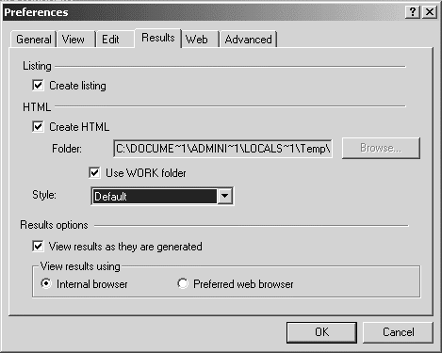 Preferences
General View Edit Results Web Advanced
Listing
Create listing
HTML
Create HTML
Folder: C:\DOCUME~1\ADMINI~1\LOCALS~1\Temp\ Browse...
Use WORK folder
Style: Default
Results options
View results as they are generated
View results using
Internal browser Preferred web browser
OK Cancel